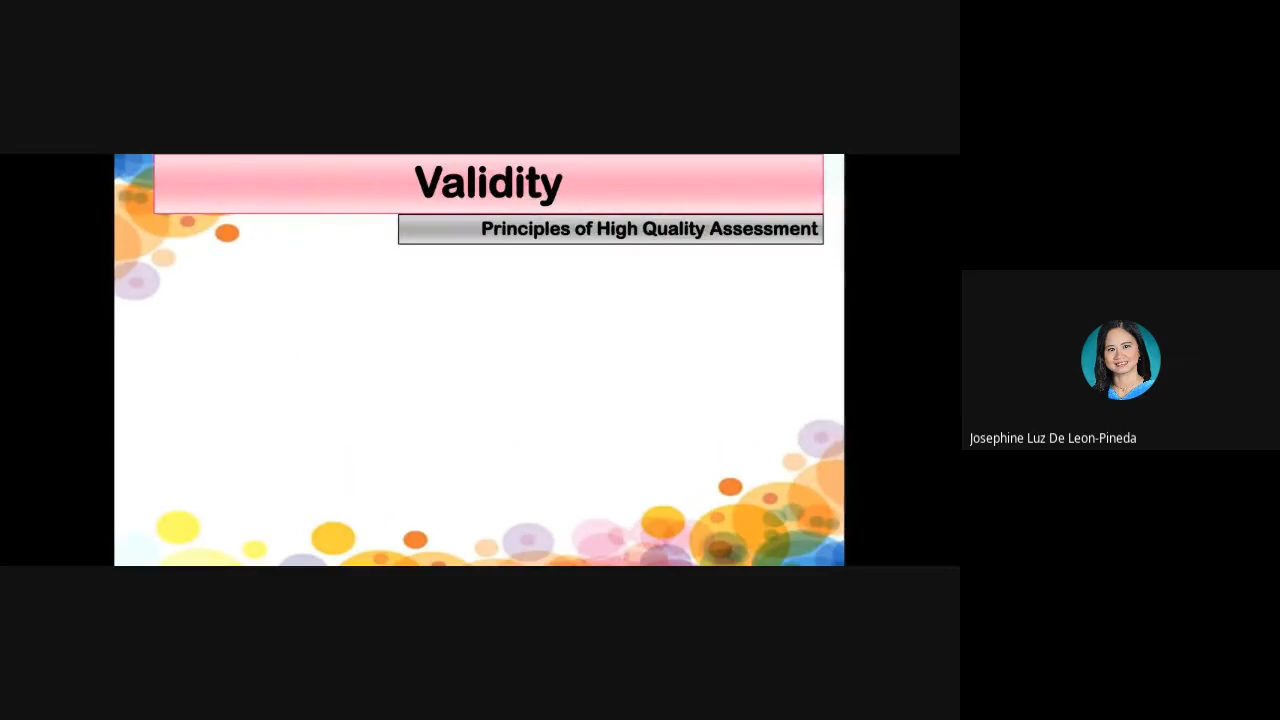 Validity
Principles of High Quality Assessment
Josephine Luz De Leon-Pineda